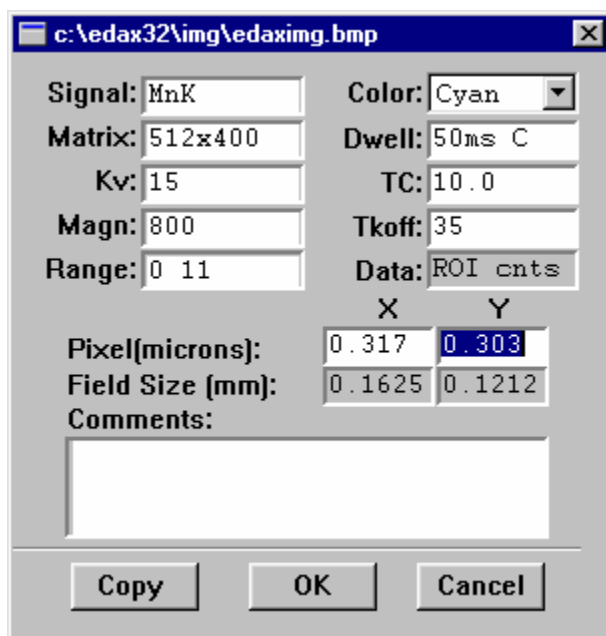 c:\edax32\img\edaximg.bmp
Signal: MnK Color: Cyan
Matrix: 512x400 Dwell: 50ms C
Kv: 15 TC: 10.0
Magn: 800 Tkoff: 35
Range: 0 11 Data: ROI cnts
X Y
Pixel(microns): 0.317 0.303
Field Size (mm): 0.1625 0.1212
Comments:
Copy OK Cancel